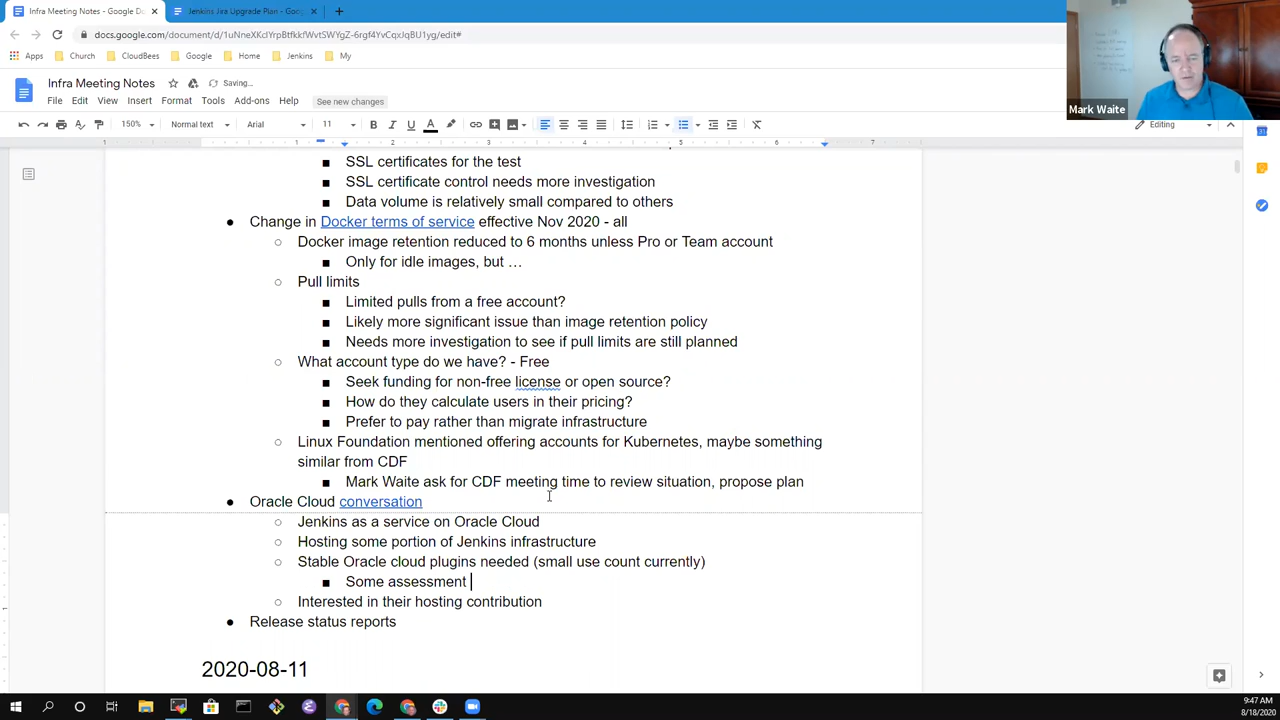 Infra Meeting Notes - Google Do
Jenkins Jira Upgrade Plan - Goog
docs.google.com/document/d/1uNneXKcIYrpBtfkkfWvtSWYgZ-6rgf4YvCqxJqBU1yg/edit#
Apps
Church
CloudBees
Google
Home
Jenkins
My
Infra Meeting Notes
Saving…
File Edit View Insert Format Tools Add-ons Help
See new changes
150%
Normal text
Arial
11
Editing
Mark Waite
1 1 2 3 4 5 6 7
■ SSL certificates for the test
■ SSL certificate control needs more investigation
■ Data volume is relatively small compared to others
● Change in Docker terms of service effective Nov 2020 - all
○ Docker image retention reduced to 6 months unless Pro or Team account
■ Only for idle images, but …
○ Pull limits
■ Limited pulls from a free account?
■ Likely more significant issue than image retention policy
■ Needs more investigation to see if pull limits are still planned
○ What account type do we have? - Free
■ Seek funding for non-free license or open source?
■ How do they calculate users in their pricing?
■ Prefer to pay rather than migrate infrastructure
○ Linux Foundation mentioned offering accounts for Kubernetes, maybe something
similar from CDF
■ Mark Waite ask for CDF meeting time to review situation, propose plan
● Oracle Cloud conversation
○ Jenkins as a service on Oracle Cloud
○ Hosting some portion of Jenkins infrastructure
○ Stable Oracle cloud plugins needed (small use count currently)
■ Some assessment
○ Interested in their hosting contribution
● Release status reports
2020-08-11
9:47 AM
8/18/2020